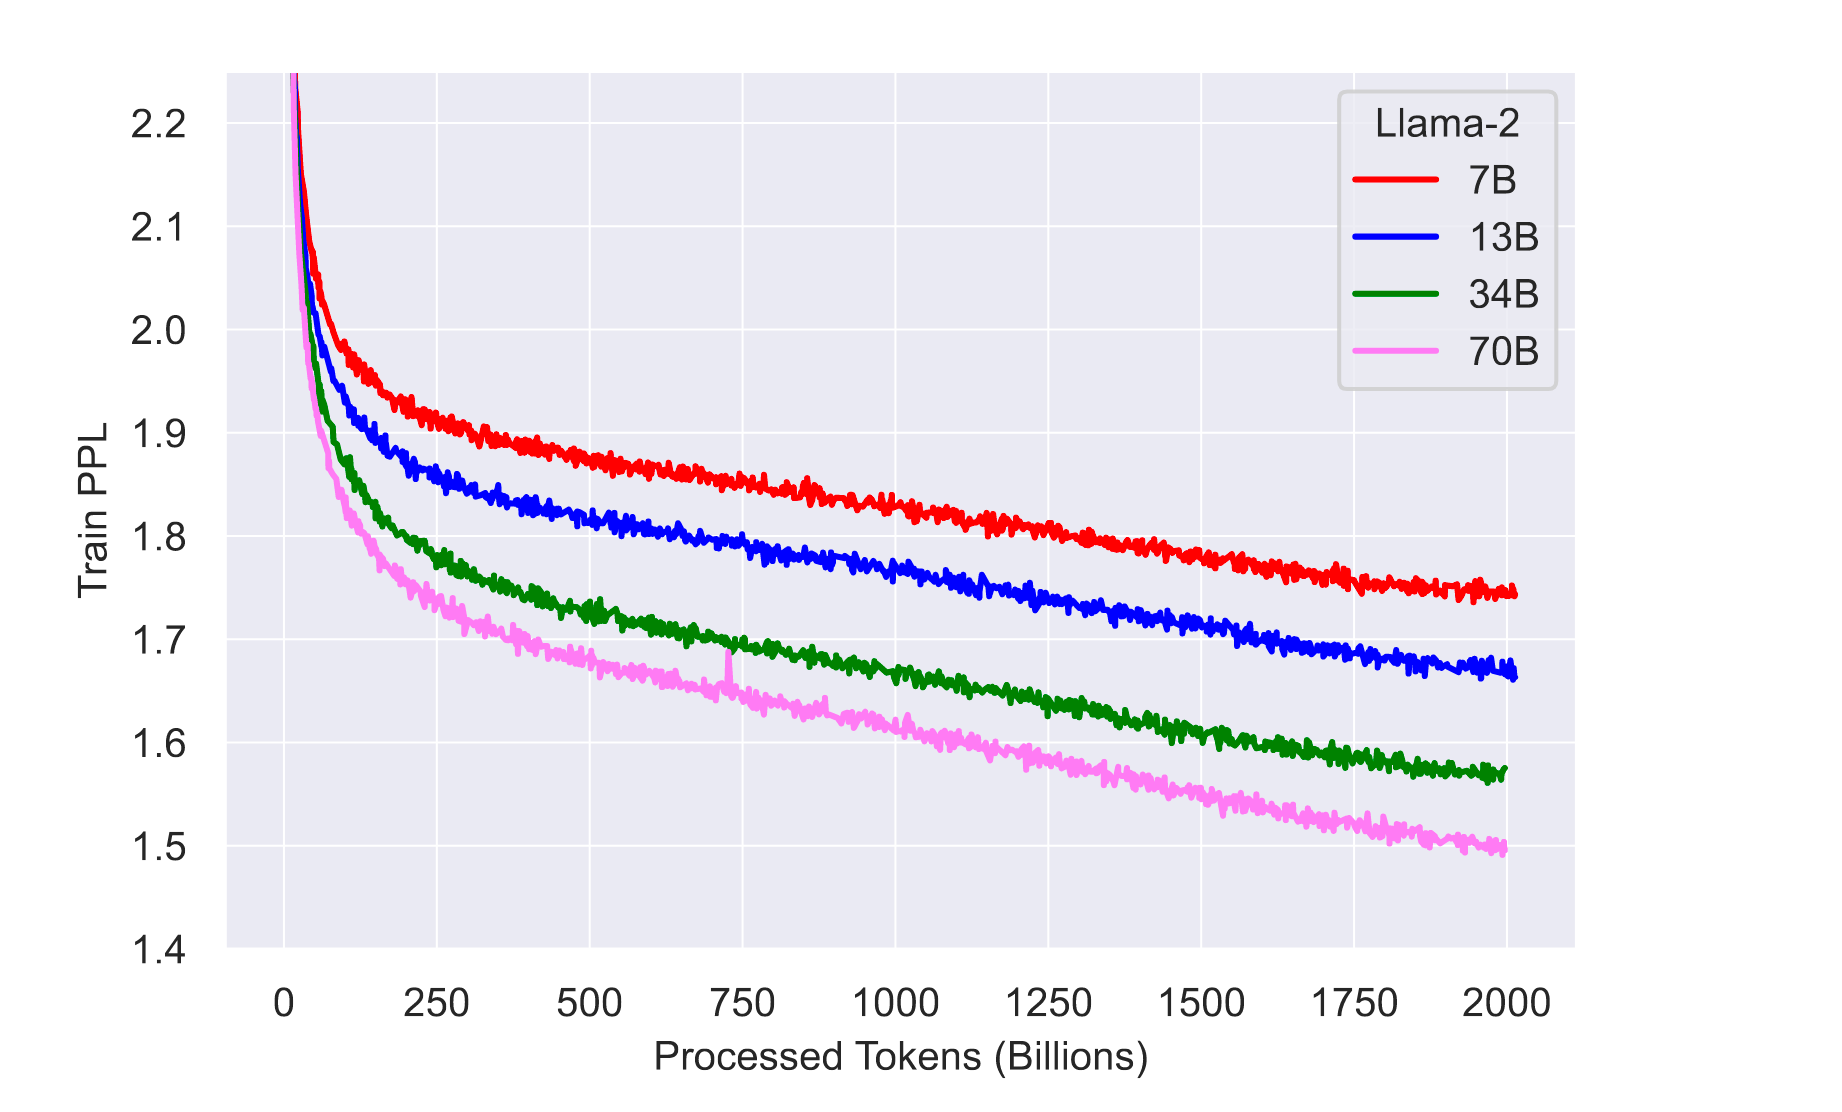 Llama-2
7B
13B
34B
70B
2.2
2.1
2.0
1.9
1.8
1.7
1.6
1.5
1.4
Train PPL
0 250 500 750 1000 1250 1500 1750 2000
Processed Tokens (Billions)